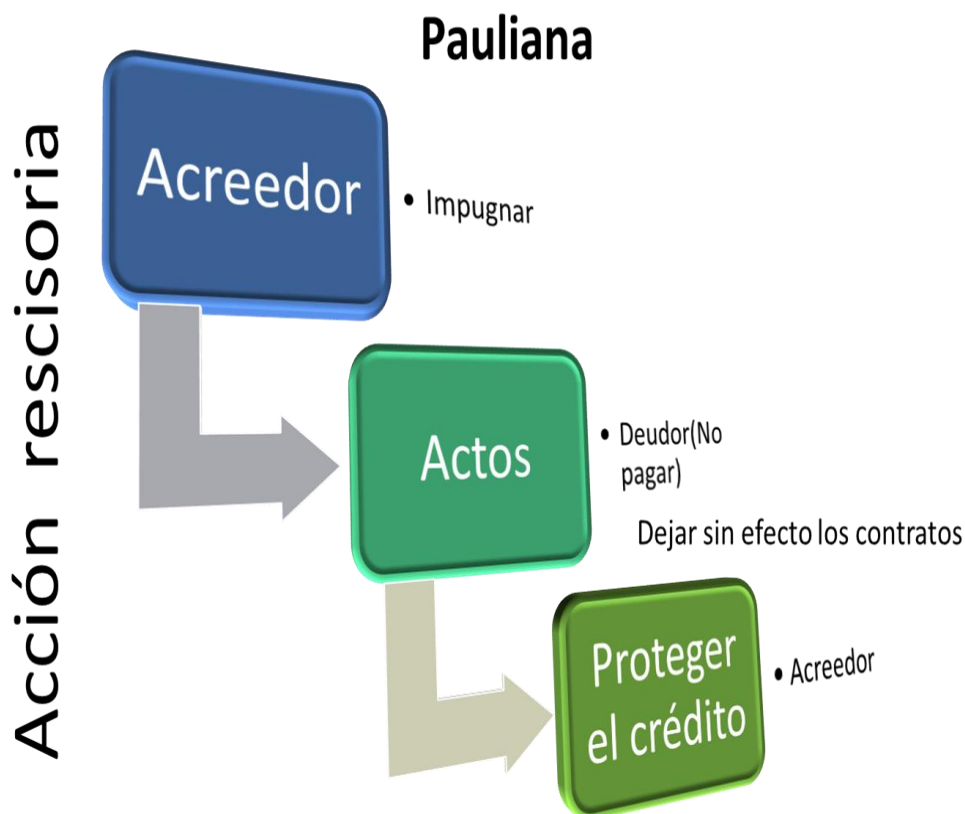 Pauliana
Acción rescisoria
Acreedor
• Impugnar
Actos
• Deudor(No
pagar)
Dejar sin efecto los contratos
Proteger
el crédito
• Acreedor